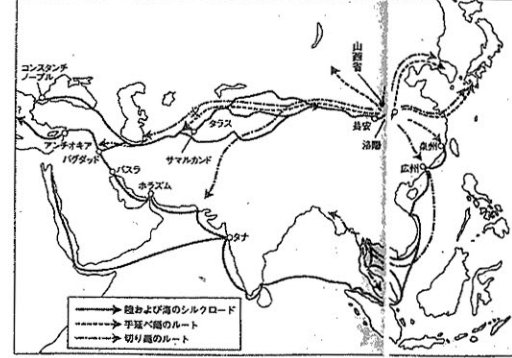 コンスタンチ
ノープル
山西省
タラス
長安
洛陽
アンチオキア
バグダッド
サマルカンド
泉州
広州
バスラ
ホラズム
タナ
陸および海のシルクロード
手延べ麺のルート
切り麺のルート